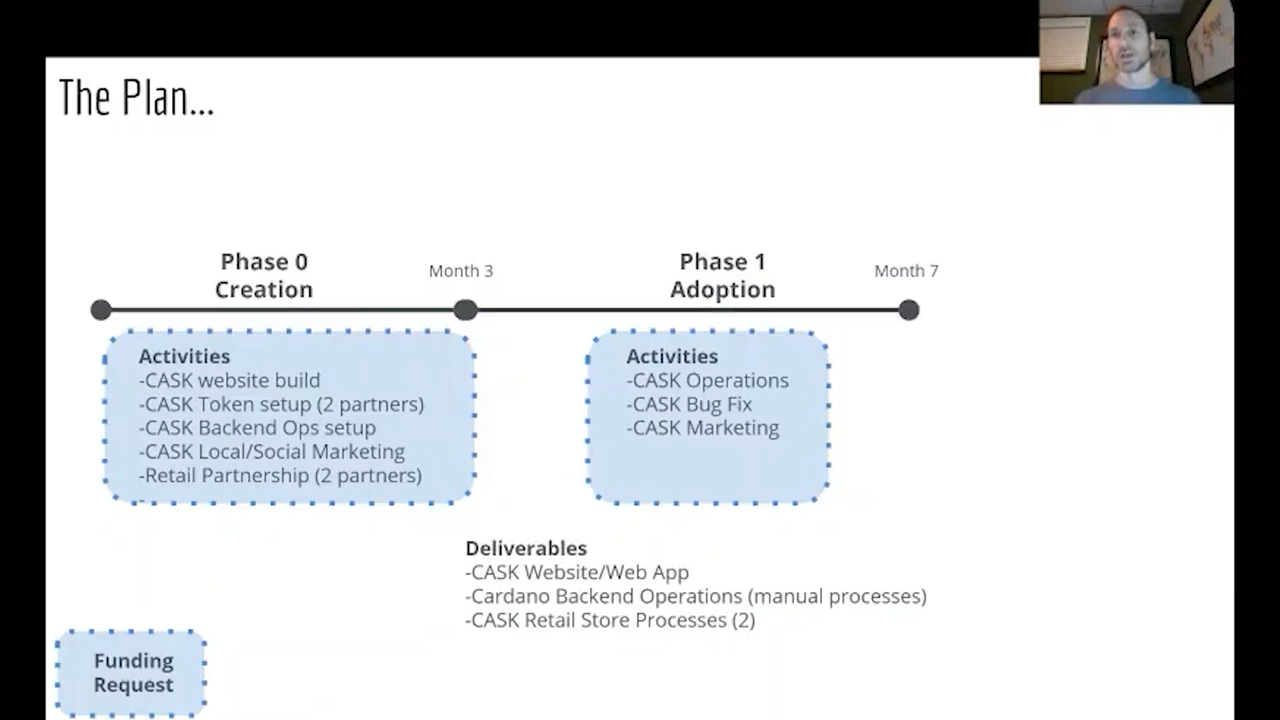 The Plan...
Phase 0
Creation
Month 3
Phase 1
Adoption
Month 7
Activities
-CASK website build
-CASK Token setup (2 partners)
-CASK Backend Ops setup
-CASK Local/Social Marketing
-Retail Partnership (2 partners)
-
Activities
-CASK Operations
-CASK Bug Fix
-CASK Marketing
Deliverables
-CASK Website/Web App
-Cardano Backend Operations (manual processes)
-CASK Retail Store Processes (2)
Funding
Request